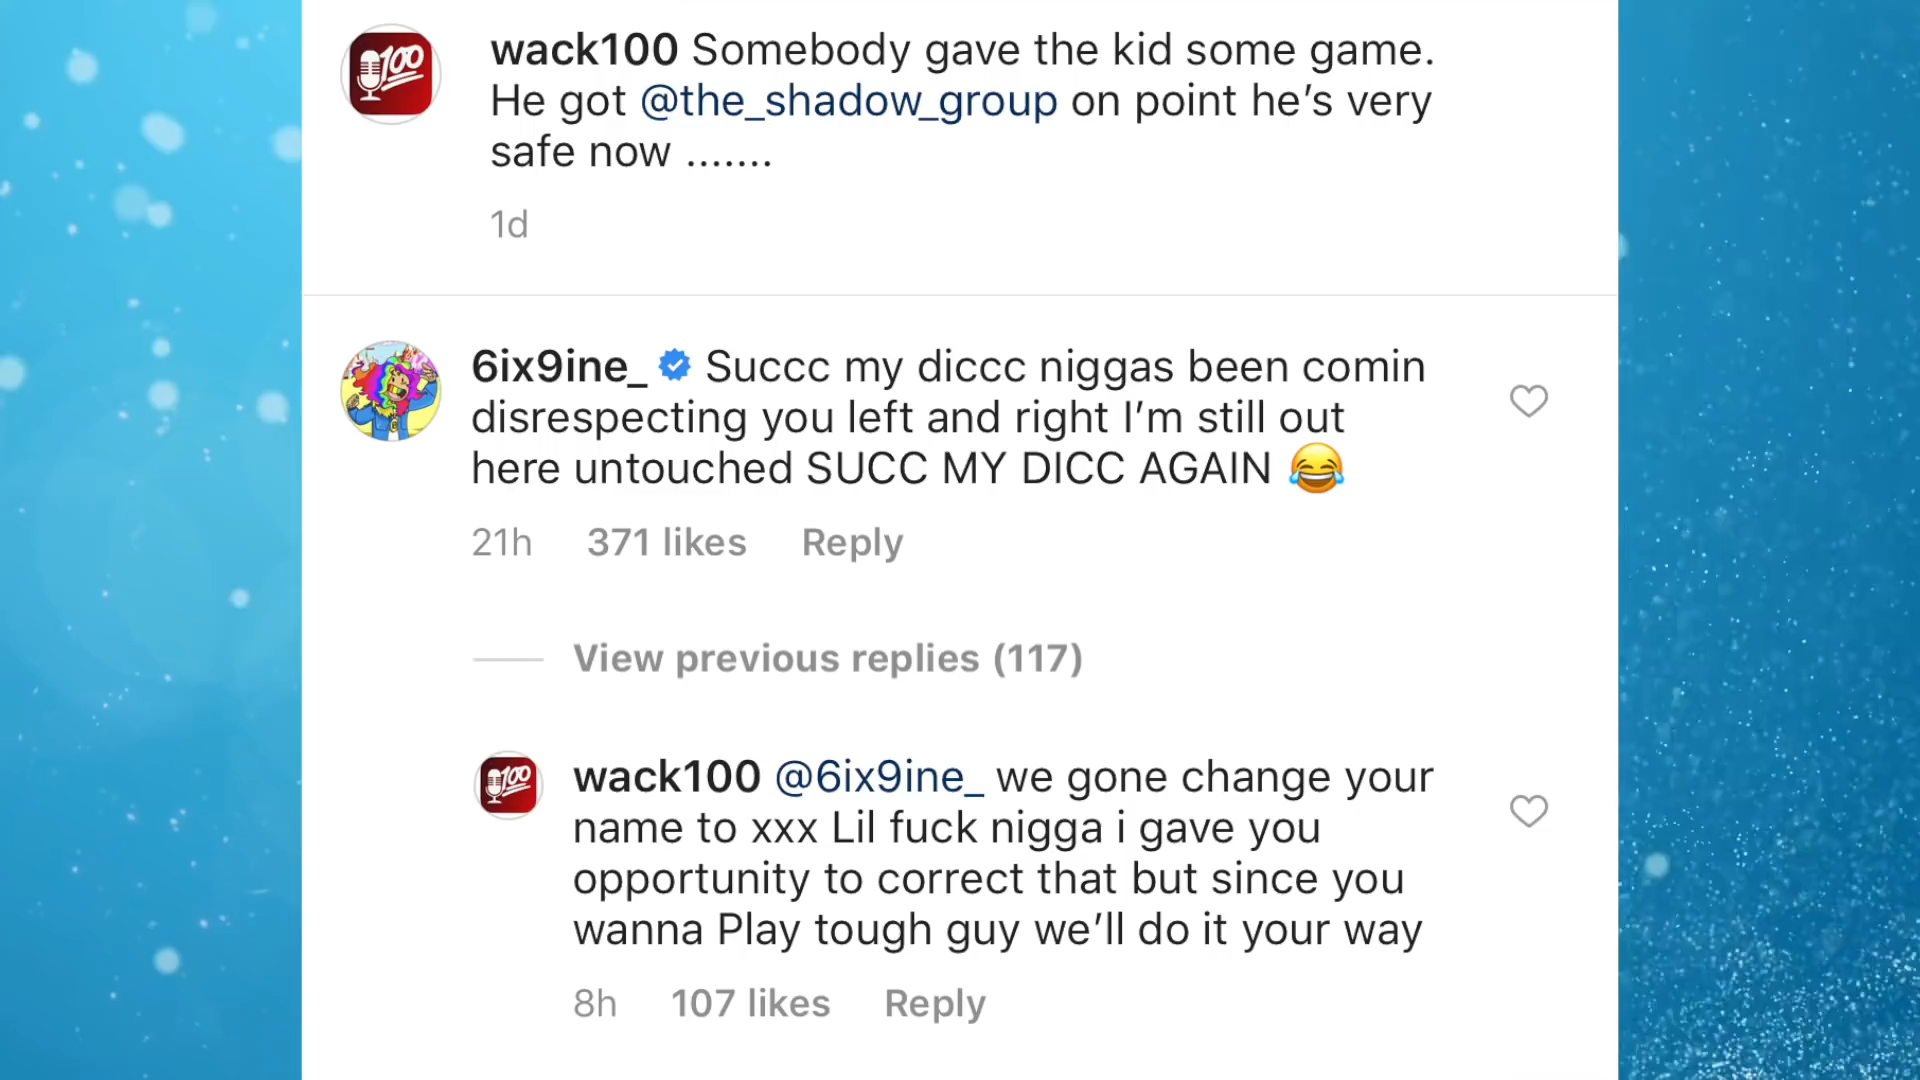 100
wack100 Somebody gave the kid some game.
He got @the_shadow_group on point he’s very
safe now .......
1d
6ix9ine_ Succc my diccc niggas been comin
disrespecting you left and right I’m still out
here untouched SUCC MY DICC AGAIN 😂
21h 371 likes Reply
View previous replies (117)
100
wack100 @6ix9ine_ we gone change your
name to xxx Lil fuck nigga i gave you
opportunity to correct that but since you
wanna Play tough guy we’ll do it your way
8h 107 likes Reply